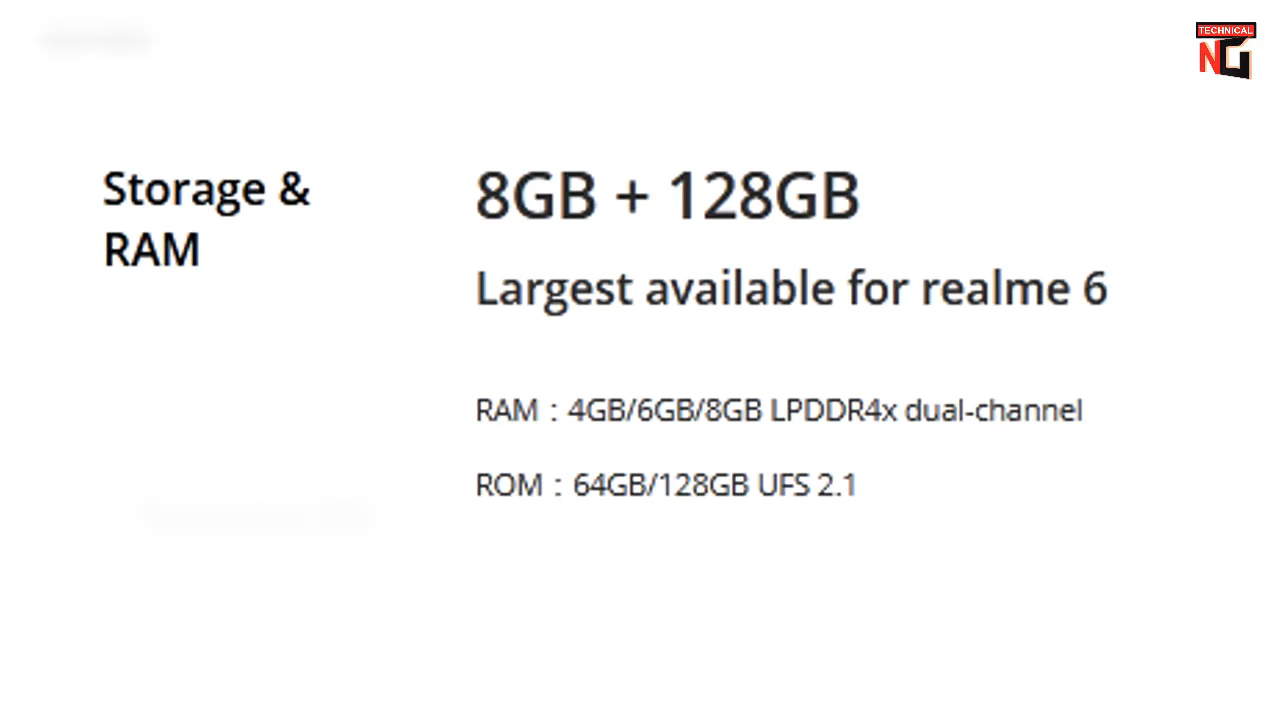 TECHNICAL
NG
Storage &
RAM
8GB + 128GB
Largest available for realme 6
RAM : 4GB/6GB/8GB LPDDR4x dual-channel
ROM : 64GB/128GB UFS 2.1